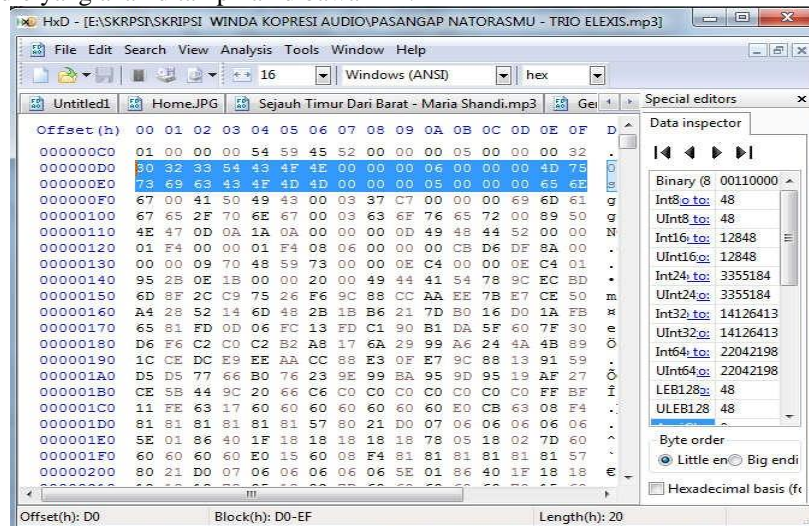 HxD - [E:\SKRPSI\SKRIPSI WINDA KOPRESI AUDIO\PASANGAP NATORASMU - TRIO ELEXIS.mp3]
File Edit Search View Analysis Tools Window Help
16 Windows (ANSI) hex
Untitled1 Home.JPG Sejauh Timur Dari Barat - Maria Shandi.mp3 Gei
Special editors
Data inspector
Offset(h) 00 01 02 03 04 05 06 07 08 09 0A 0B 0C 0D 0E 0F D
000000C0 01 00 00 00 54 59 45 52 00 00 00 05 00 00 00 32 .
000000D0 30 32 33 54 43 4F 4E 00 00 00 06 00 00 00 4D 75 0
000000E0 73 69 63 43 4F 4D 4D 00 00 00 05 00 00 00 65 6E s
000000F0 67 00 41 50 49 43 00 03 37 C7 00 00 00 69 6D 61 g
00000100 67 65 2F 70 6E 67 00 03 63 6F 76 65 72 00 89 50 g
00000110 4E 47 0D 0A 1A 0A 00 00 00 0D 49 48 44 52 00 00 N
00000120 01 F4 00 00 01 F4 08 06 00 00 00 CB D6 DF 8A 00 .
00000130 00 00 09 70 48 59 73 00 00 0E C4 00 00 0E C4 01 .
00000140 95 2B 0E 1B 00 00 20 00 49 44 41 54 78 9C EC BD •
00000150 6D 8F 2C C9 75 26 F6 9C 88 CC AA EE 7B E7 CE 50 m
00000160 A4 28 52 14 6D 48 2B 1B B6 21 7D B0 16 D0 1A FB ¤
00000170 65 81 FD 0D 06 FC 13 FD C1 90 B1 DA 5F 60 7F 30 e
00000180 D6 F6 C2 C0 C2 B2 A8 17 6A 29 99 A6 24 4A 4B 89 Ö
00000190 1C CE DC E9 EE AA CC 88 E3 0F E7 9C 88 13 91 59 .
000001A0 D5 D5 77 66 B0 76 23 9E 99 BA 95 9D 95 19 AF 27 Õ
000001B0 CE 5B 44 9C 20 66 C6 C0 C0 C0 C0 C0 C0 FF BF Î
000001C0 11 FE 63 17 60 60 60 60 60 60 60 E0 CB 63 08 F4 .
000001D0 81 81 81 81 81 57 80 21 D0 07 06 06 06 06 06
000001E0 5E 01 86 40 1F 18 18 18 18 18 78 05 18 02 7D 60 ^
000001F0 60 60 60 60 E0 15 60 08 F4 81 81 81 81 81 81 57
00000200 80 21 D0 07 06 06 06 06 06 5E 01 86 40 1F 18 18 €
Binary (8 00110000
Int8 to: 48
UInt8 to: 48
Int16 to: 12848
UInt16 to: 12848
Int24 to: 3355184
UInt24 to: 3355184
Int32 to: 14126413
UInt32 to: 14126413
Int64 to: 22042198
UInt64 to: 22042198
LEB128 to: 48
ULEB128 48
Byte order
Little en Big endi
Hexadecimal basis (fo
Offset(h): D0 Block(h): D0-EF Length(h): 20